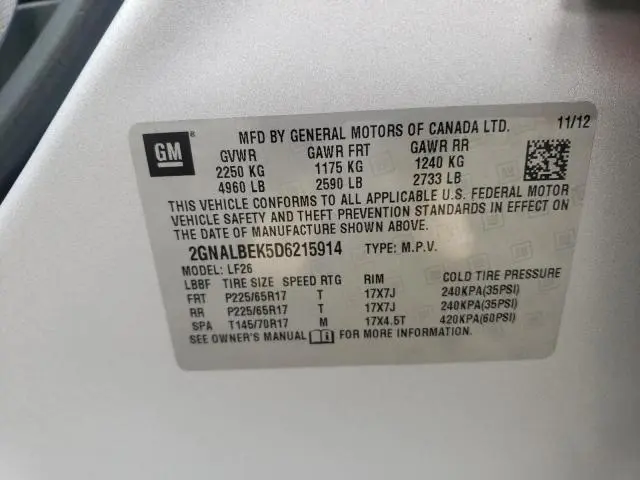 GM ®
MFD BY GENERAL MOTORS OF CANADA LTD. 11/12
GVWR GAWR FRT GAWR RR
2250 KG 1175 KG 1240 KG
4960 LB 2590 LB 2733 LB
THIS VEHICLE CONFORMS TO ALL APPLICABLE U.S. FEDERAL MOTOR
VEHICLE SAFETY AND THEFT PREVENTION STANDARDS IN EFFECT ON
THE DATE OF MANUFACTURE SHOWN ABOVE.
2GNALBEK5D6215914 TYPE: M.P.V.
MODEL: LF26
LBBF TIRE SIZE SPEED RTG RIM COLD TIRE PRESSURE
FRT P225/65R17 T 17X7J 240KPA(35PSI)
RR P225/65R17 T 17X7J 240KPA(35PSI)
SPA T145/70R17 M 17X4.5T 420KPA(60PSI)
SEE OWNER'S MANUAL FOR MORE INFORMATION.